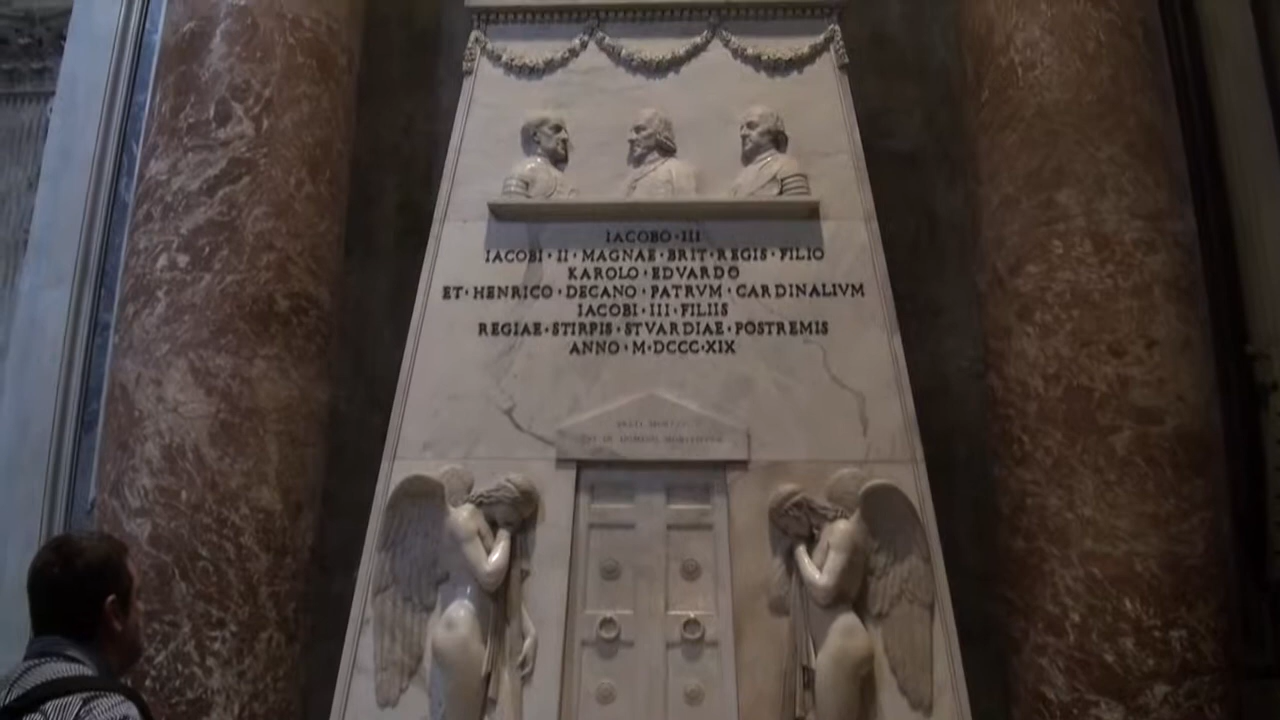 IACOBO·III
IACOBI·II·MAGNAE·BRIT·REGIS·FILIO
KAROLO·EDVARDO
ET·HENRICO·DECANO·PATRVM·CARDINALIVM
IACOBI·III·FILIIS
REGIAE·STIRPIS·STVARDIAE·POSTREMIS
ANNO·M·DCCC·XIX